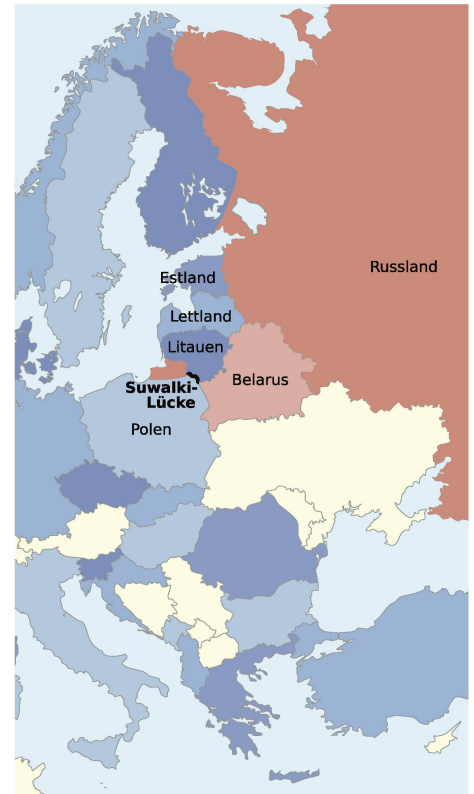 Russland
Estland
Lettland
Litauen
Belarus
Suwalki-
Lücke
Polen